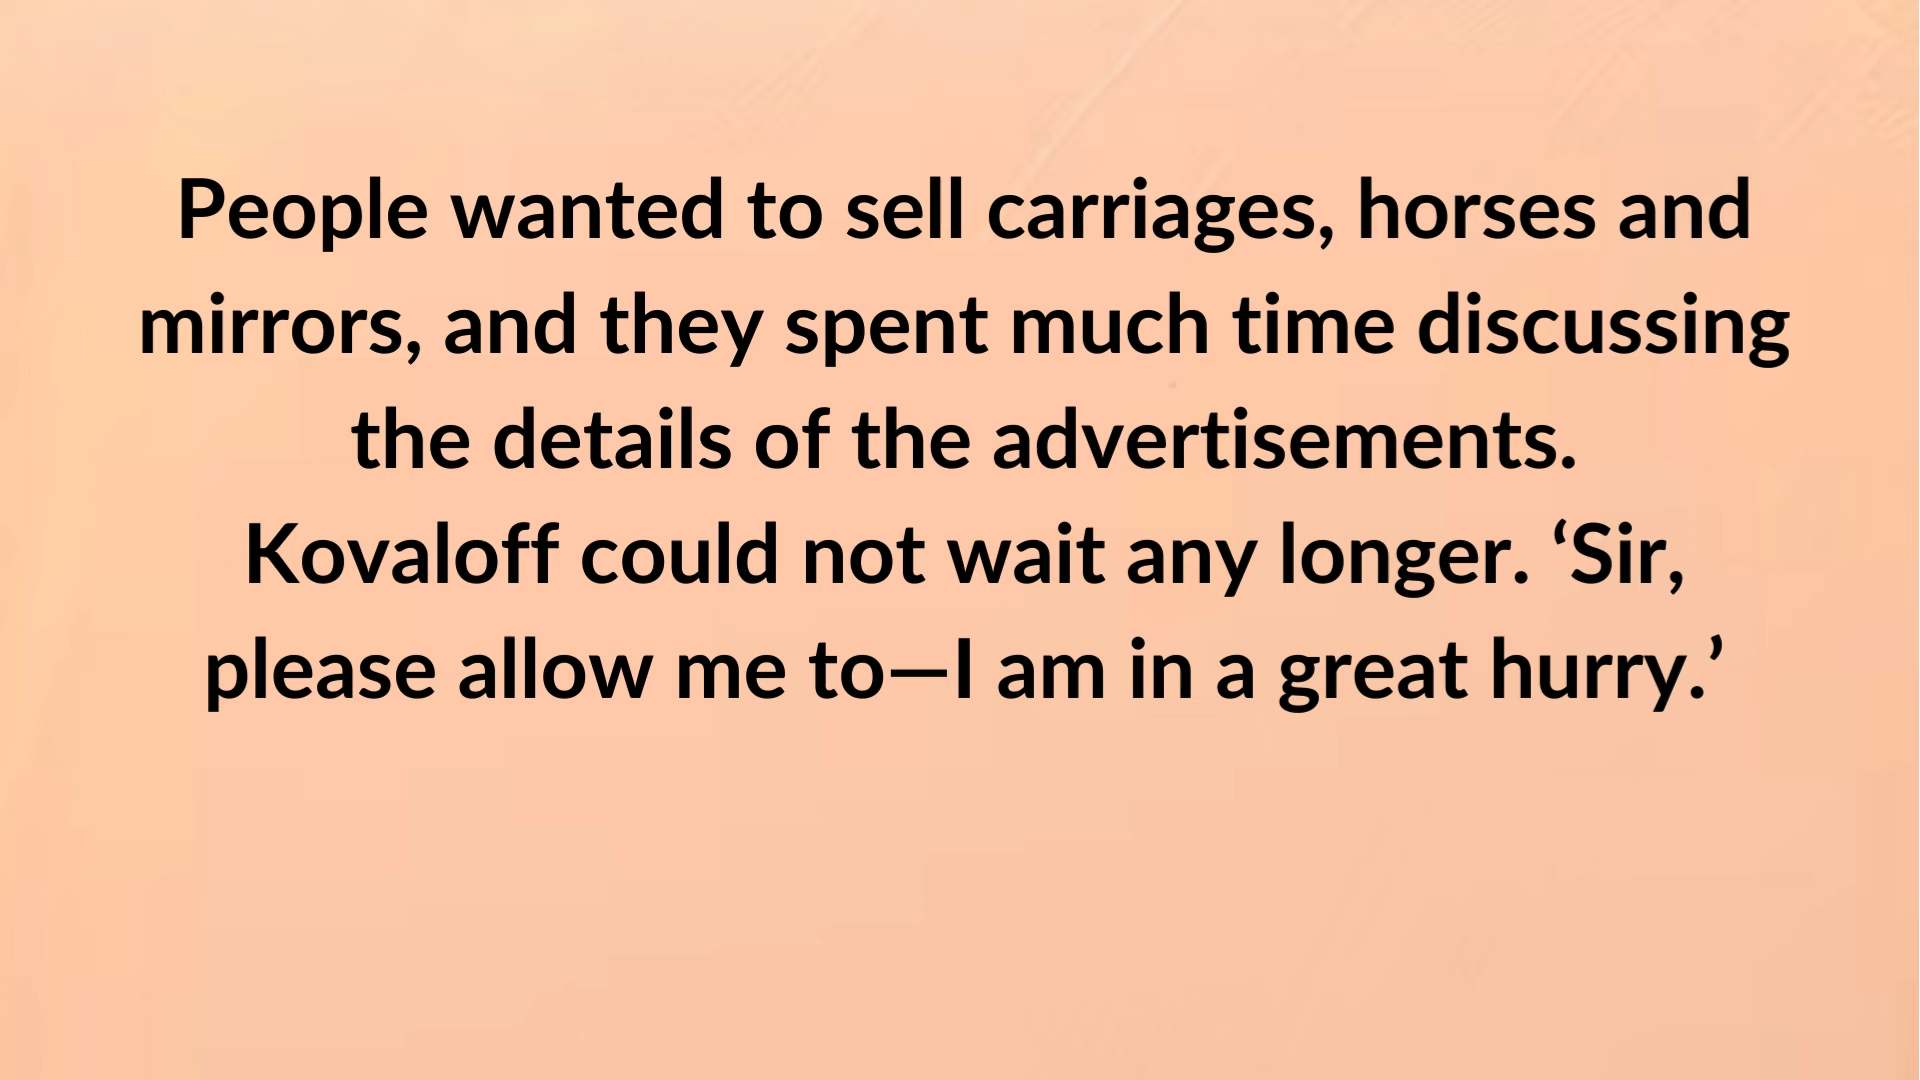 People wanted to sell carriages, horses and
mirrors, and they spent much time discussing
the details of the advertisements.
Kovaloff could not wait any longer. ‘Sir,
please allow me to—I am in a great hurry.’